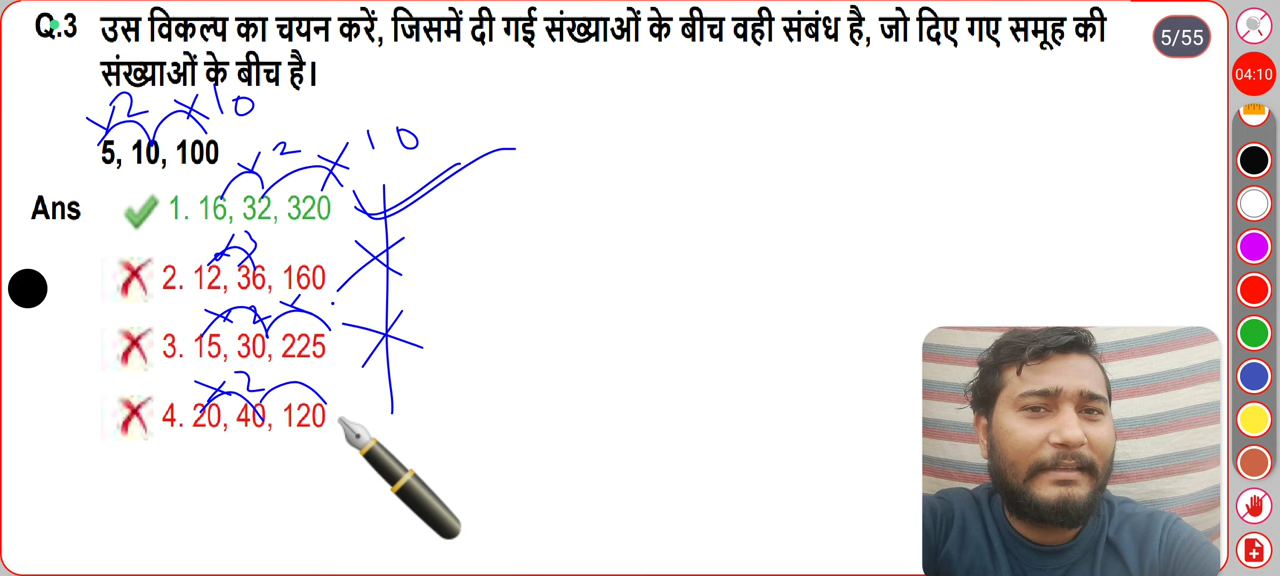 Q.3 उस विकल्प का चयन करें, जिसमें दी गई संख्याओं के बीच वही संबंध है, जो दिए गए समूह की
5/55
संख्याओं के बीच है।
04:10
×2 ×10
5, 10, 100
×2 ×10
Ans 1. 16, 32, 320
×3
2. 12, 36, 160
×2
3. 15, 30, 225
×2
4. 20, 40, 120